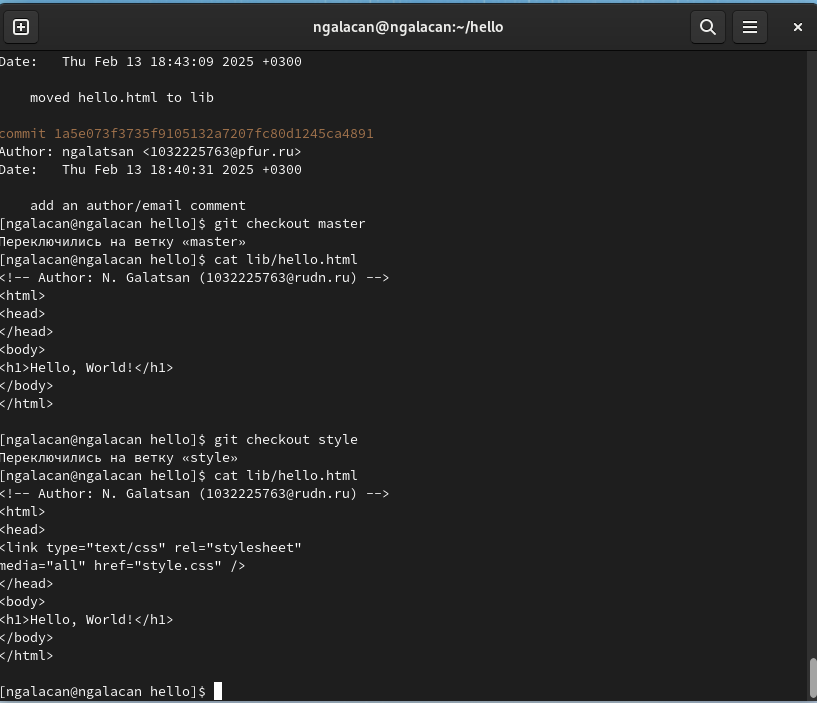 ngalacan@ngalacan:~/hello
Date:   Thu Feb 13 18:43:09 2025 +0300
    moved hello.html to lib
commit 1a5e073f3735f9105132a7207fc80d1245ca4891
Author: ngalatsan <1032225763@pfur.ru>
Date:   Thu Feb 13 18:40:31 2025 +0300
    add an author/email comment
[ngalacan@ngalacan hello]$ git checkout master
Переключились на ветку «master»
[ngalacan@ngalacan hello]$ cat lib/hello.html
<!-- Author: N. Galatsan (1032225763@rudn.ru) -->
<html>
<head>
</head>
<body>
<h1>Hello, World!</h1>
</body>
</html>
[ngalacan@ngalacan hello]$ git checkout style
Переключились на ветку «style»
[ngalacan@ngalacan hello]$ cat lib/hello.html
<!-- Author: N. Galatsan (1032225763@rudn.ru) -->
<html>
<head>
<link type="text/css" rel="stylesheet"
media="all" href="style.css" />
</head>
<body>
<h1>Hello, World!</h1>
</body>
</html>
[ngalacan@ngalacan hello]$